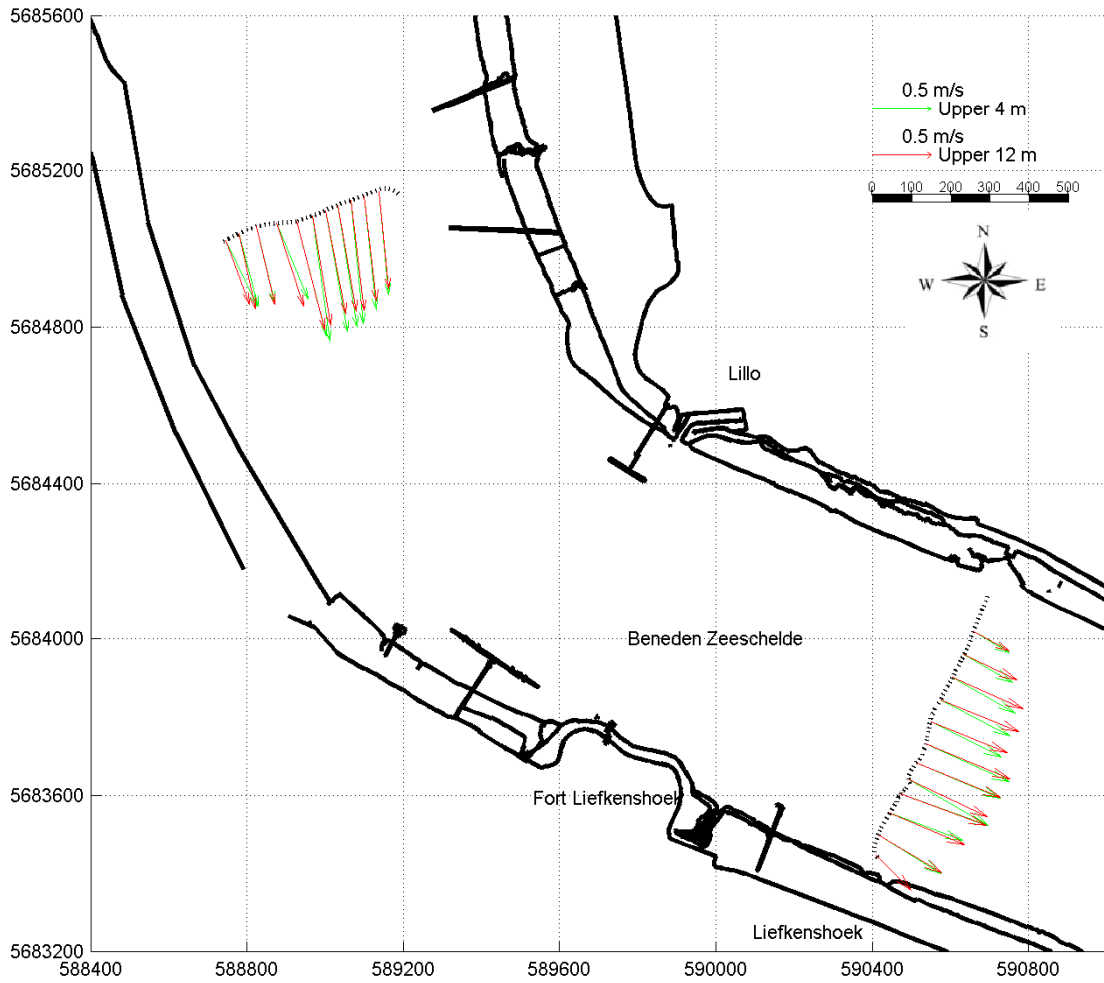 5685600
5685200
5684800
5684400
5684000
5683600
5683200
588400 588800 589200 589600 590000 590400 590800
0.5 m/s
Upper 4 m
0.5 m/s
Upper 12 m
0 100 200 300 400 500
N
W E
S
Lillo
Beneden Zeeschelde
Fort Liefkenshoek
Liefkenshoek